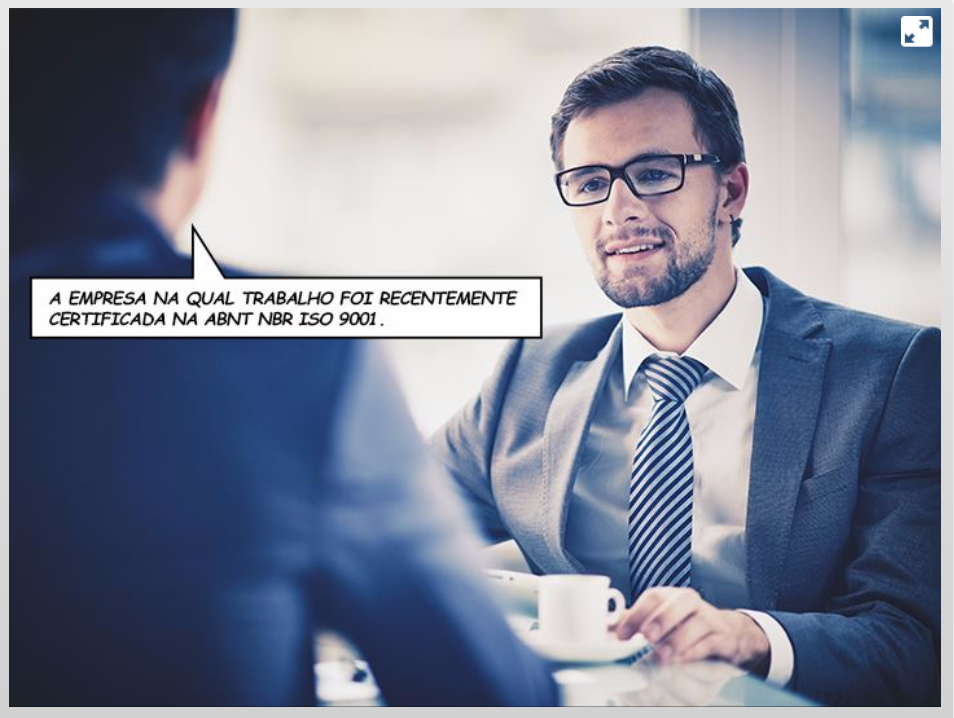 A EMPRESA NA QUAL TRABALHO FOI RECENTEMENTE
CERTIFICADA NA ABNT NBR ISO 9001.